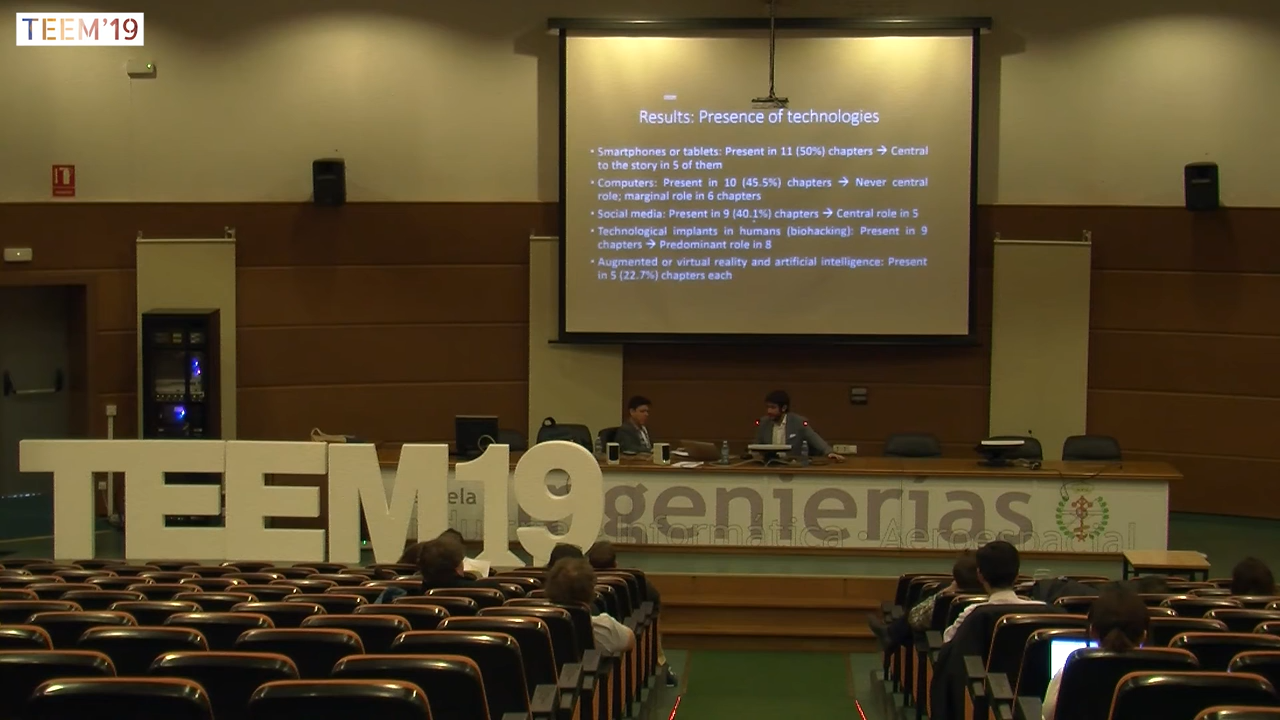 TEEM'19
Results: Presence of technologies
• Smartphones or tablets: Present in 11 (50%) chapters → Central
to the story in 5 of them
• Computers: Present in 10 (45.5%) chapters → Never central
role; marginal role in 6 chapters
• Social media: Present in 9 (40.1%) chapters → Central role in 5
• Technological implants in humans (biohacking): Present in 9
chapters → Predominant role in 8
• Augmented or virtual reality and artificial intelligence: Present
in 5 (22.7%) chapters each
TEEM19
ela
genierías
Informática · Aeroespacial